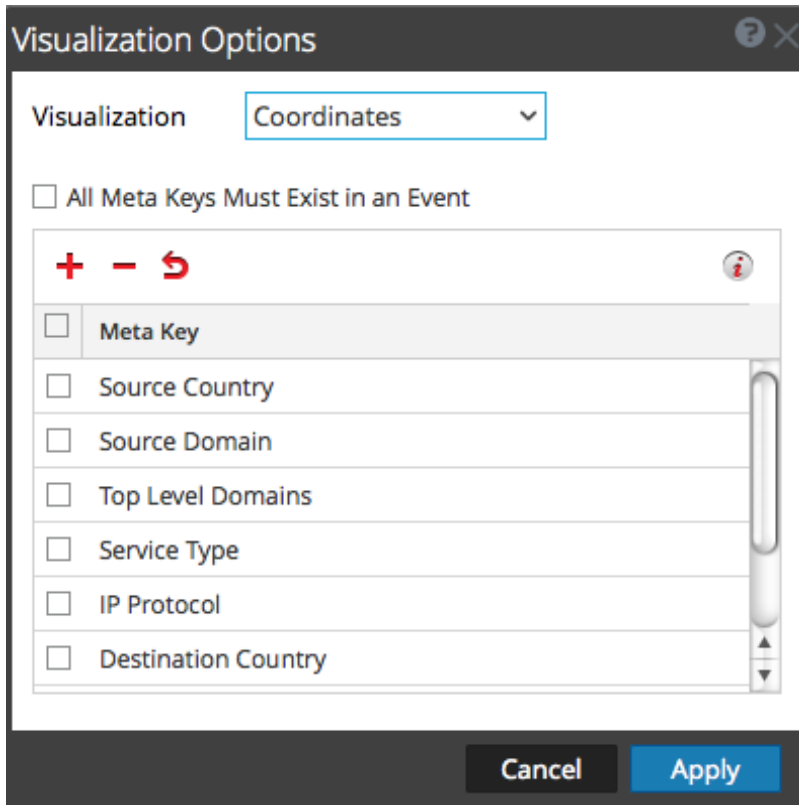 Visualization Options
Visualization Coordinates
All Meta Keys Must Exist in an Event
Meta Key
Source Country
Source Domain
Top Level Domains
Service Type
IP Protocol
Destination Country
Cancel Apply